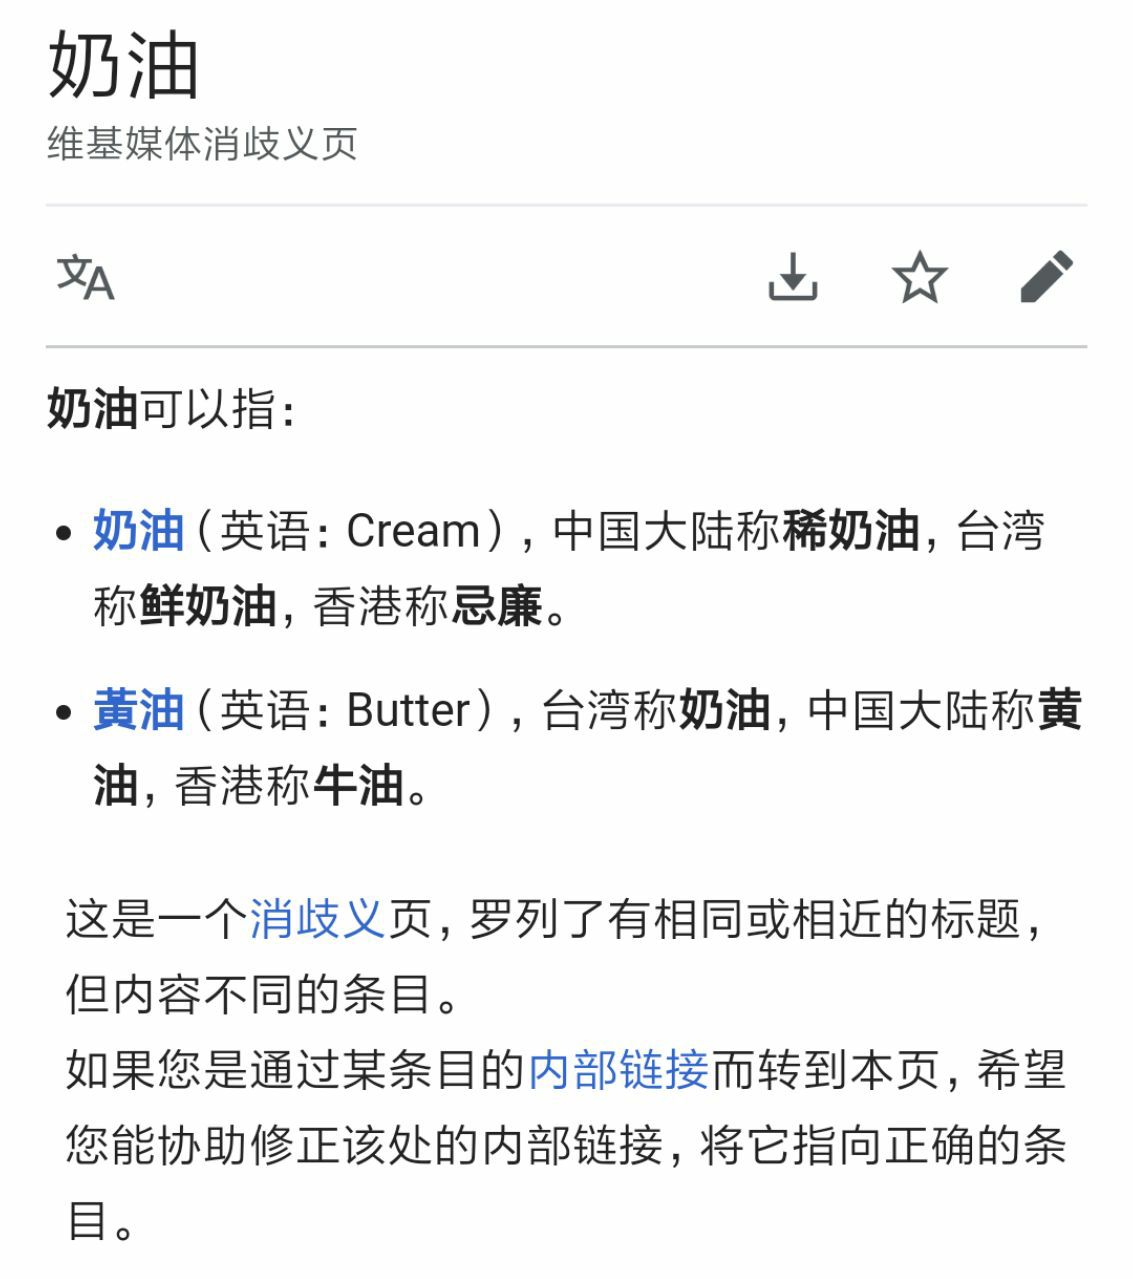 奶油
维基媒体消歧义页
文A
奶油可以指：
• 奶油（英语：Cream），中国大陆称稀奶油，台湾
称鲜奶油，香港称忌廉。
• 黃油（英语：Butter），台湾称奶油，中国大陆称黄
油，香港称牛油。
这是一个消歧义页，罗列了有相同或相近的标题，
但内容不同的条目。
如果您是通过某条目的内部链接而转到本页，希望
您能协助修正该处的内部链接，将它指向正确的条
目。